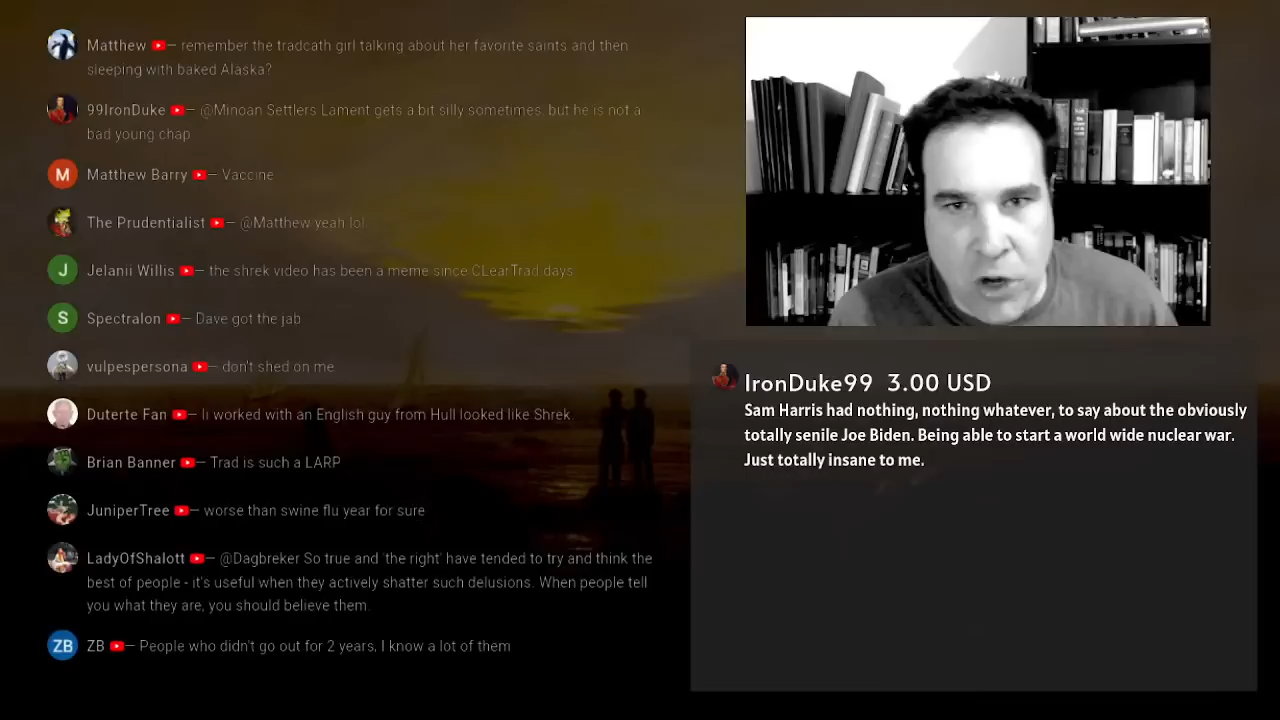 Matthew — remember the tradcath girl talking about her favorite saints and then
sleeping with baked Alaska?
99IronDuke — @Minoan Settlers Lament gets a bit silly sometimes, but he is not a
bad young chap
M
Matthew Barry — Vaccine
The Prudentialist — @Matthew yeah lol
J
Jelanii Willis — the shrek video has been a meme since CLearTrad days
S
Spectralon — Dave got the jab
vulpespersona — don't shed on me
Duterte Fan — Ii worked with an English guy from Hull looked like Shrek.
Brian Banner — Trad is such a LARP
JuniperTree — worse than swine flu year for sure
LadyOfShalott — @Dagbreker So true and 'the right' have tended to try and think the
best of people - it's useful when they actively shatter such delusions. When people tell
you what they are, you should believe them.
ZB
ZB — People who didn't go out for 2 years, I know a lot of them
IronDuke99 3.00 USD
Sam Harris had nothing, nothing whatever, to say about the obviously
totally senile Joe Biden. Being able to start a world wide nuclear war.
Just totally insane to me.